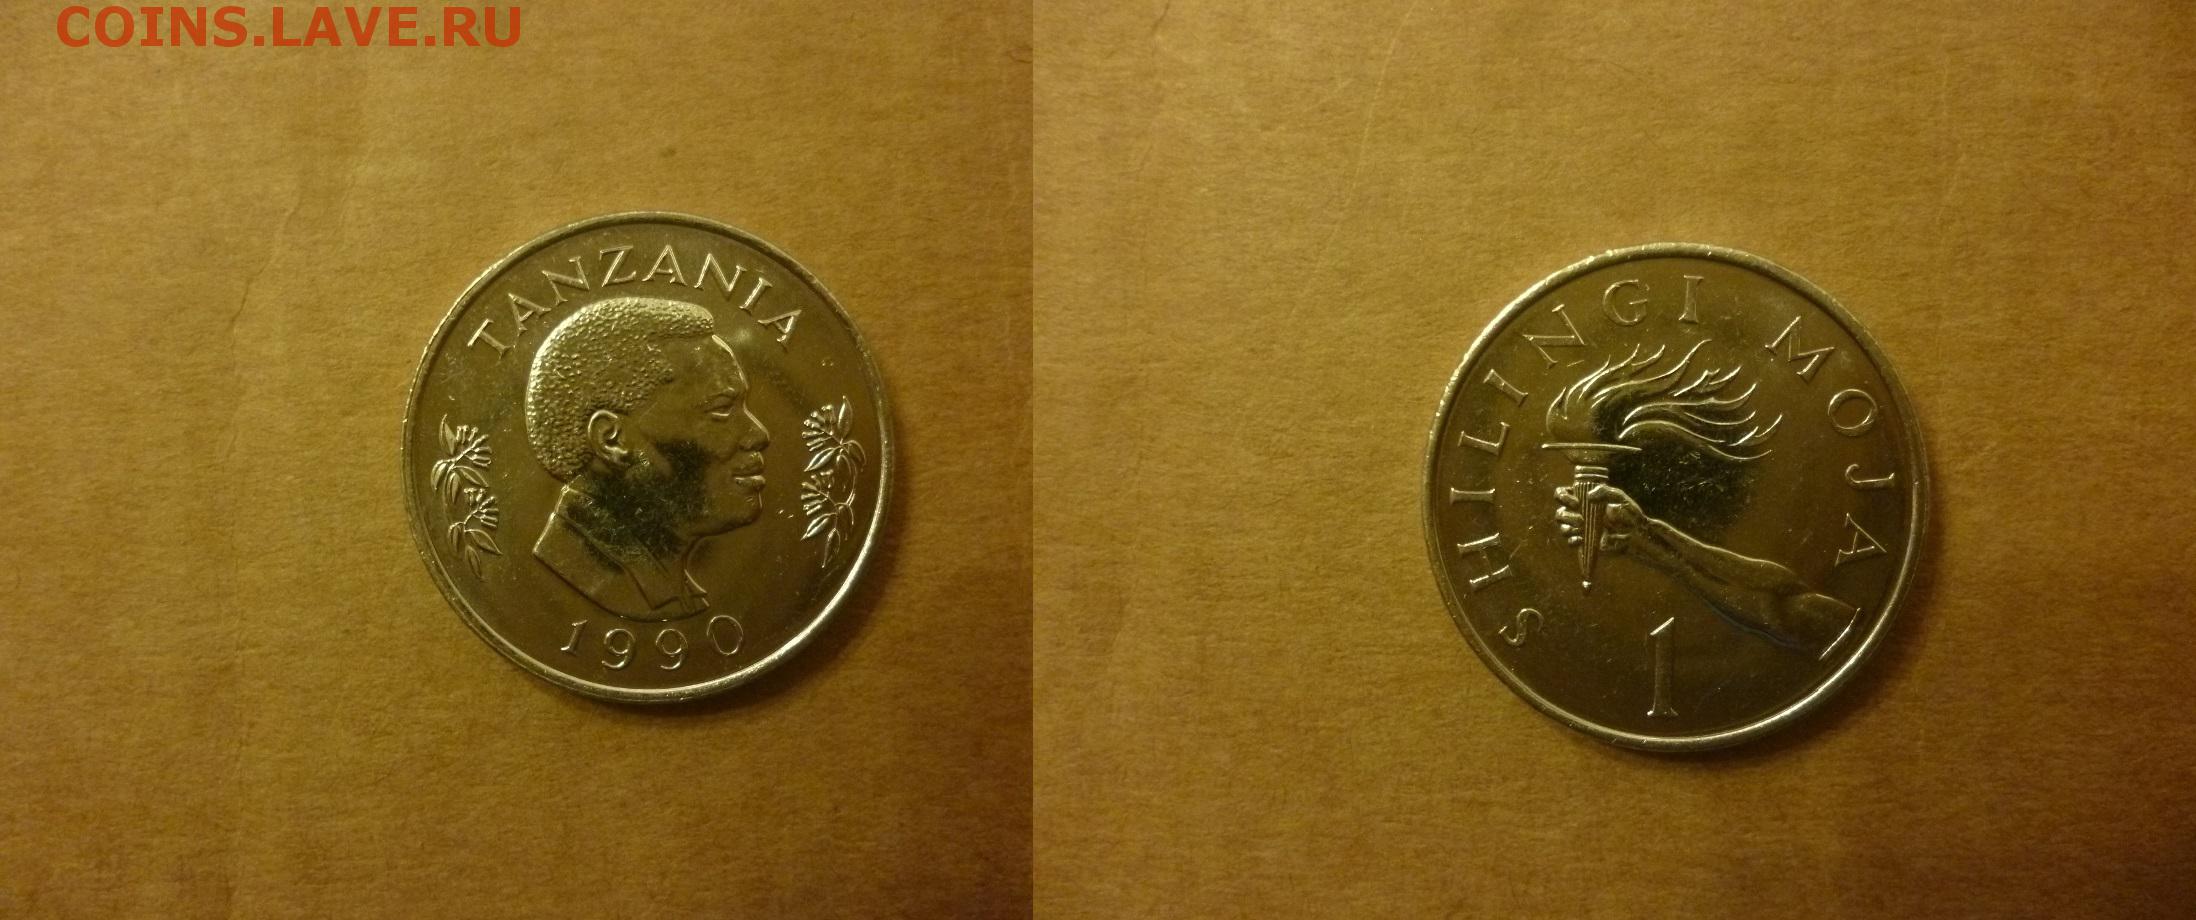 COINS.LAVE.RU
TANZANIA
1990
SHILINGI MOJA
1